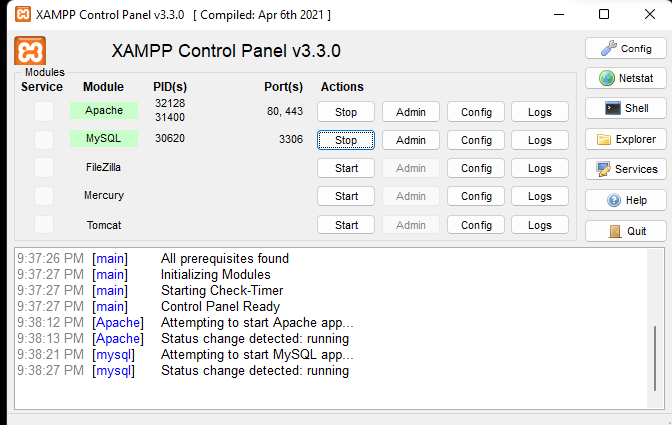 XAMPP Control Panel v3.3.0 [ Compiled: Apr 6th 2021 ]
XAMPP Control Panel v3.3.0
Config
Modules
Service Module PID(s) Port(s) Actions
Netstat
Apache 32128 31400 80, 443 Stop Admin Config Logs
Shell
MySQL 30620 3306 Stop Admin Config Logs
Explorer
FileZilla Start Admin Config Logs
Services
Mercury Start Admin Config Logs
Help
Tomcat Start Admin Config Logs
Quit
9:37:26 PM [main] All prerequisites found
9:37:27 PM [main] Initializing Modules
9:37:27 PM [main] Starting Check-Timer
9:37:27 PM [main] Control Panel Ready
9:38:12 PM [Apache] Attempting to start Apache app...
9:38:13 PM [Apache] Status change detected: running
9:38:21 PM [mysql] Attempting to start MySQL app...
9:38:27 PM [mysql] Status change detected: running